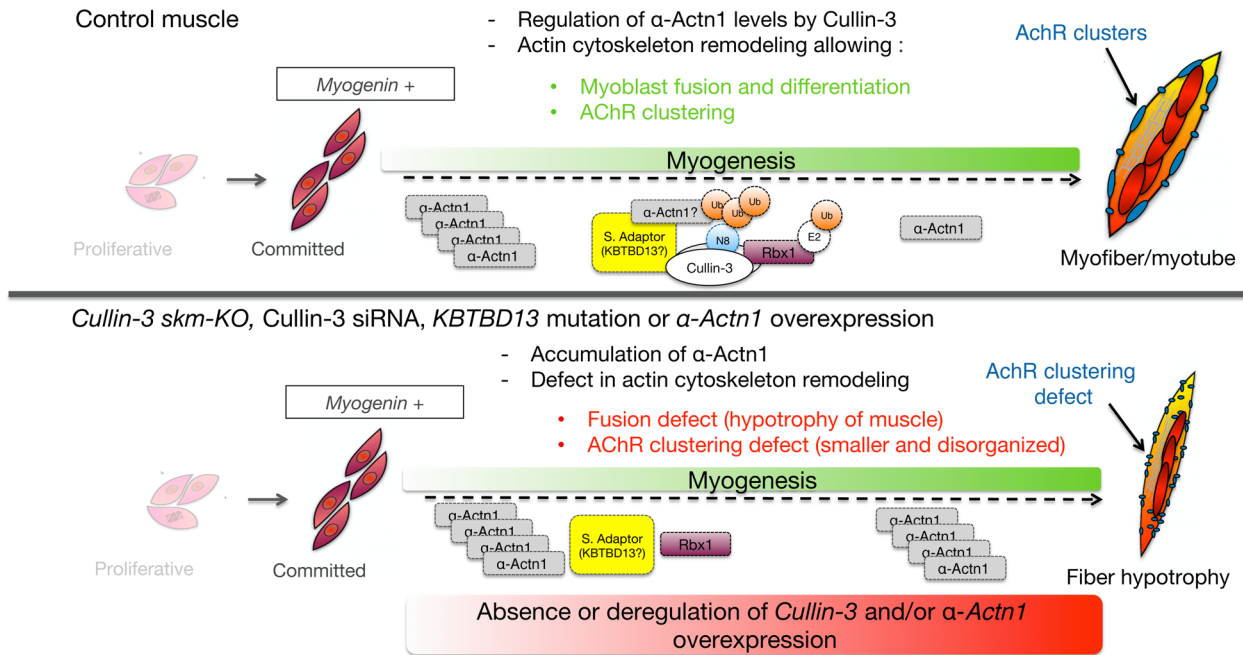 Control muscle
- Regulation of α-Actn1 levels by Cullin-3
- Actin cytoskeleton remodeling allowing :
• Myoblast fusion and differentiation
• AChR clustering
AchR clusters
Myogenin +
Myogenesis
Proliferative
Committed
α-Actn1
α-Actn1
α-Actn1
α-Actn1
S. Adaptor
(KBTBD13?)
α-Actn1?
Ub
Ub
Ub
N8
Cullin-3
Rbx1
E2
Ub
α-Actn1
Myofiber/myotube
Cullin-3 skm-KO, Cullin-3 siRNA, KBTBD13 mutation or α-Actn1 overexpression
- Accumulation of α-Actn1
- Defect in actin cytoskeleton remodeling
• Fusion defect (hypotrophy of muscle)
• AChR clustering defect (smaller and disorganized)
AchR clustering
defect
Myogenin +
Myogenesis
Proliferative
Committed
α-Actn1
α-Actn1
α-Actn1
α-Actn1
S. Adaptor
(KBTBD13?)
Rbx1
α-Actn1
α-Actn1
α-Actn1
α-Actn1
Fiber hypotrophy
Absence or deregulation of Cullin-3 and/or α-Actn1
overexpression